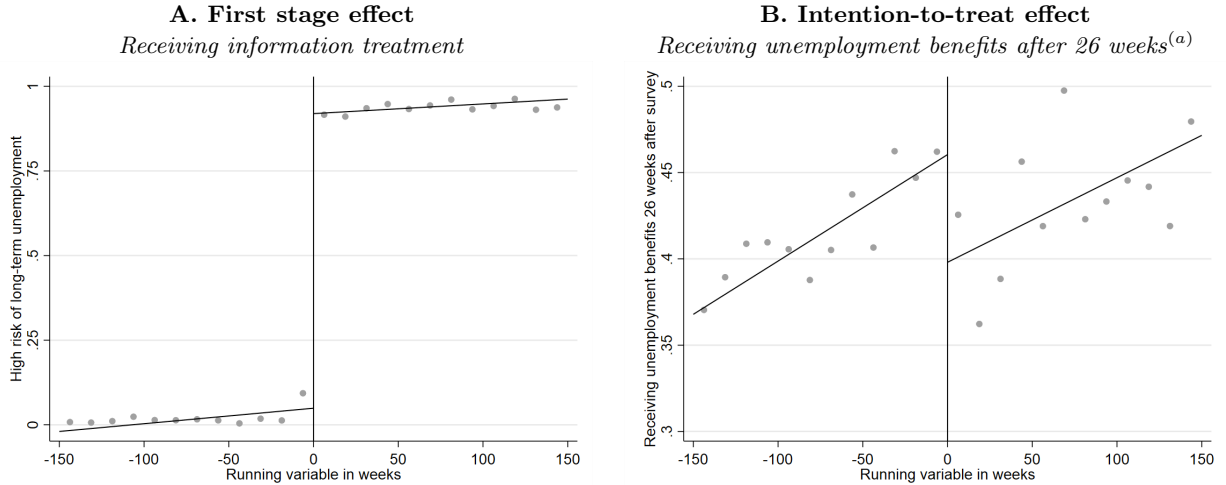 A. First stage effect
Receiving information treatment
High risk of long-term unemployment
1
.75
.5
.25
0
-150 -100 -50 0 50 100 150
Running variable in weeks
B. Intention-to-treat effect
Receiving unemployment benefits after 26 weeks(a)
Receiving unemployment benefits 26 weeks after survey
.5
.45
.4
.35
.3
-150 -100 -50 0 50 100 150
Running variable in weeks